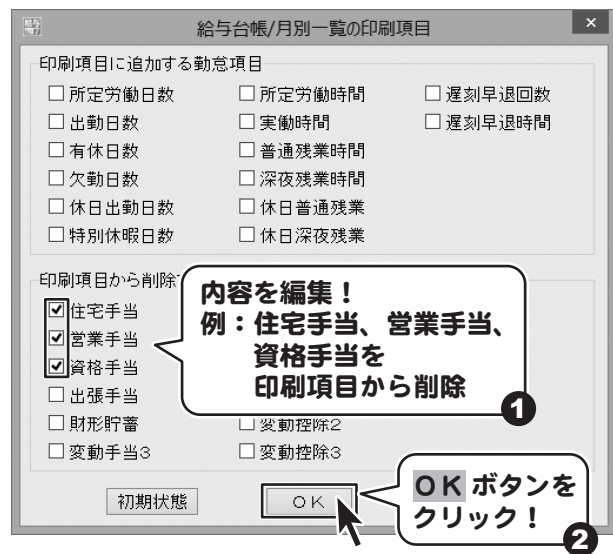 給与台帳/月別一覧の印刷項目
印刷項目に追加する勤怠項目
所定労働日数 所定労働時間 遅刻早退回数
出勤日数 実働時間 遅刻早退時間
有休日数 普通残業時間
欠勤日数 深夜残業時間
休日出勤日数 休日普通残業
特別休暇日数 休日深夜残業
印刷項目から削除
住宅手当
営業手当
資格手当
出張手当
財形貯蓄 変動控除2
変動手当3 変動控除3
内容を編集！
例：住宅手当、営業手当、
資格手当を
印刷項目から削除
1
初期状態 OK
OKボタンを
クリック！
2